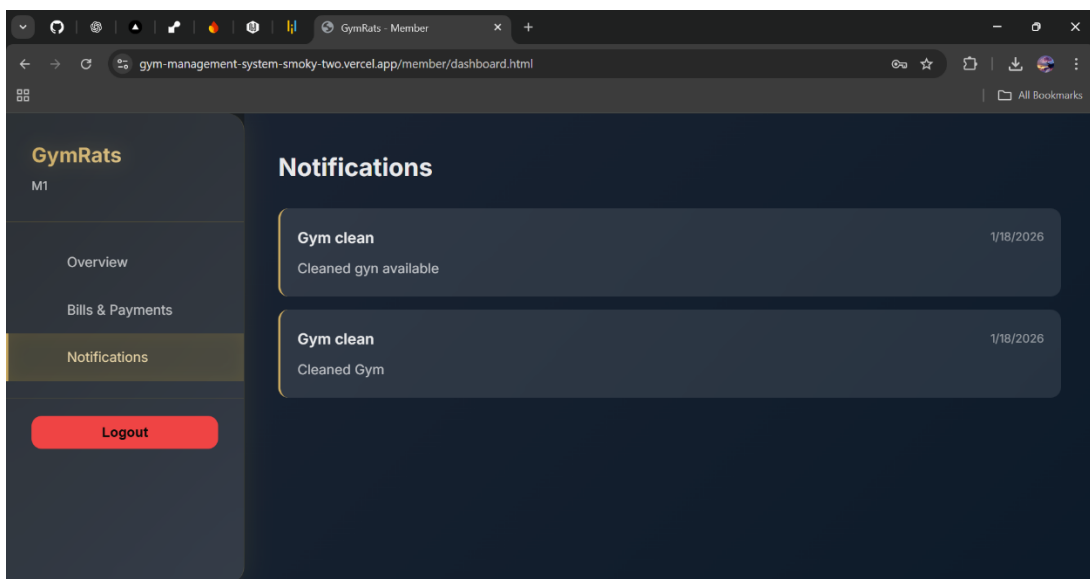 GymRats - Member
gym-management-system-smoky-two.vercel.app/member/dashboard.html
All Bookmarks
GymRats
M1
Overview
Bills & Payments
Notifications
Logout
Notifications
Gym clean
1/18/2026
Cleaned gyn available
Gym clean
1/18/2026
Cleaned Gym